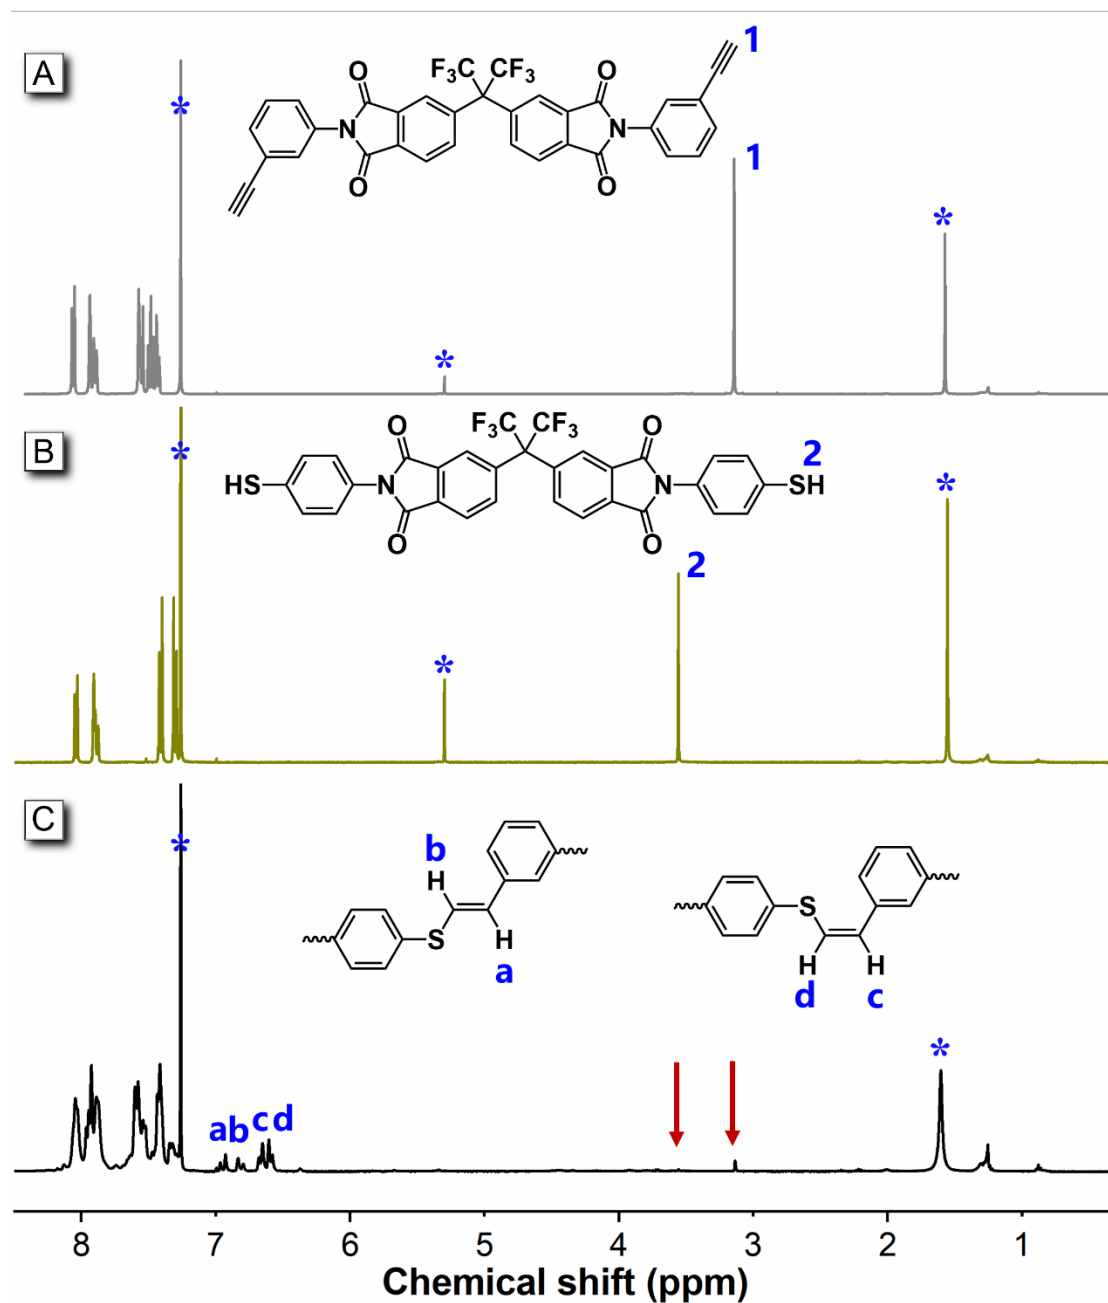 A
1
F₃C CF₃
O O O
N N
O O
1
*
*
*
B
F₃C CF₃
2
O O
HS N N SH
O O
2
*
*
*
C
b
H
S
H
a
S
H H
d c
*
*
a b c d
8 7 6 5 4 3 2 1
Chemical shift (ppm)